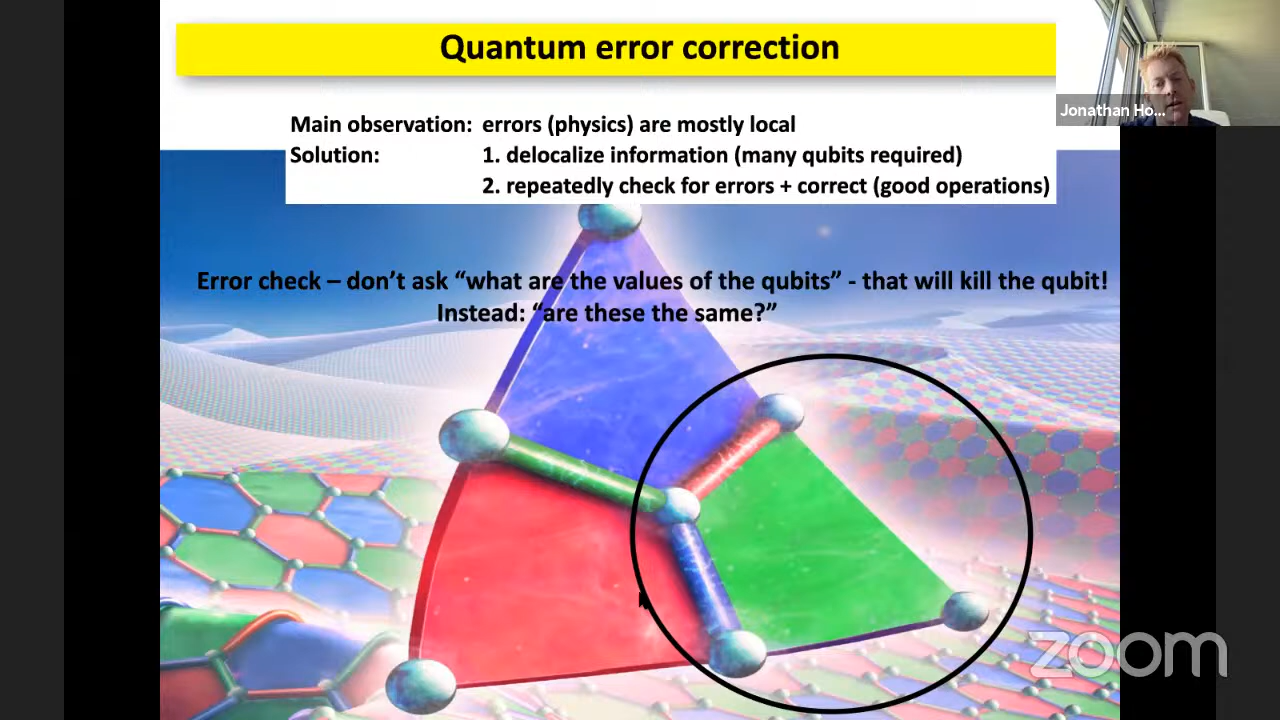 Quantum error correction
Jonathan Ho...
Main observation: errors (physics) are mostly local
Solution: 1. delocalize information (many qubits required)
2. repeatedly check for errors + correct (good operations)
Error check – don't ask “what are the values of the qubits” - that will kill the qubit!
Instead: “are these the same?”
zoom